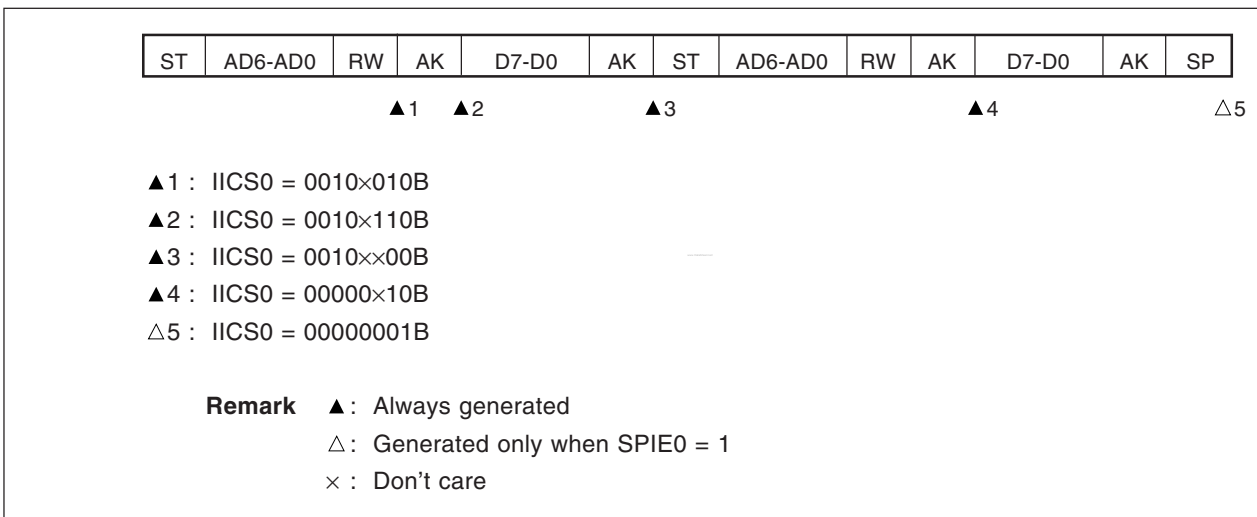 ST AD6-AD0 RW AK D7-D0 AK ST AD6-AD0 RW AK D7-D0 AK SP
▲1 ▲2 ▲3 ▲4 △5
▲1 : IICS0 = 0010×010B
▲2 : IICS0 = 0010×110B
▲3 : IICS0 = 0010××00B
▲4 : IICS0 = 00000×10B
△5 : IICS0 = 00000001B
Remark ▲: Always generated
△: Generated only when SPIE0 = 1
× : Don't care